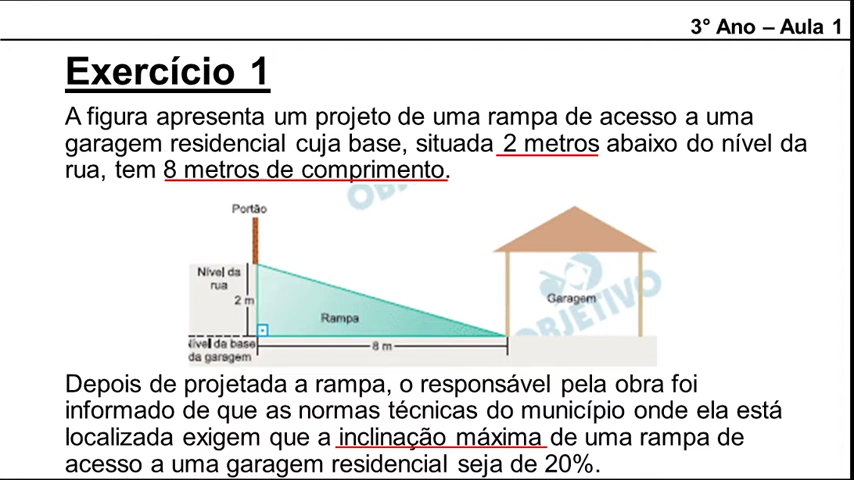 3° Ano – Aula 1
Exercício 1
A figura apresenta um projeto de uma rampa de acesso a uma
garagem residencial cuja base, situada 2 metros abaixo do nível da
rua, tem 8 metros de comprimento.
OB
Portão
Nível da
rua
2 m
Rampa
Garagem
OBJETIVO
Nível da base
da garagem
8 m
Depois de projetada a rampa, o responsável pela obra foi
informado de que as normas técnicas do município onde ela está
localizada exigem que a inclinação máxima de uma rampa de
acesso a uma garagem residencial seja de 20%.